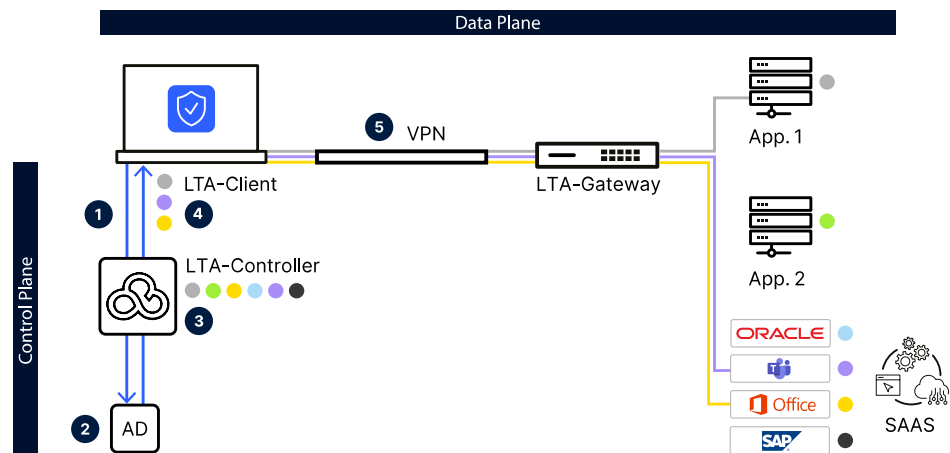 Data Plane
5 VPN
App. 1
LTA-Client
LTA-Gateway
1
4
Control Plane
LTA-Controller
3
App. 2
ORACLE
T
Office
2
AD
SAP
SAAS